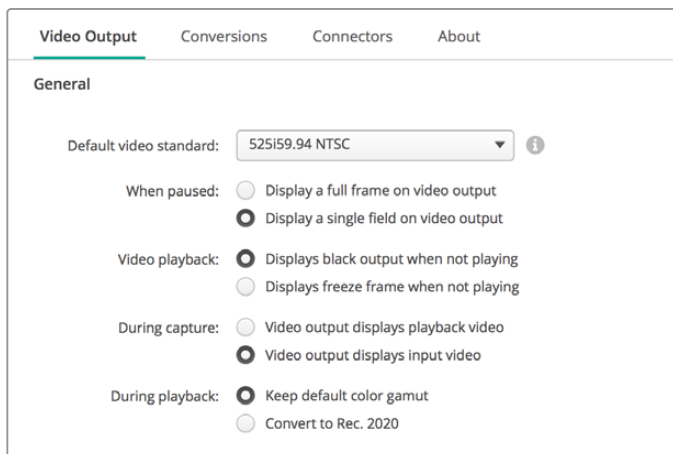 Video Output Conversions Connectors About
General
Default video standard: 525i59.94 NTSC
When paused: Display a full frame on video output
Display a single field on video output
Video playback: Displays black output when not playing
Displays freeze frame when not playing
During capture: Video output displays playback video
Video output displays input video
During playback: Keep default color gamut
Convert to Rec. 2020